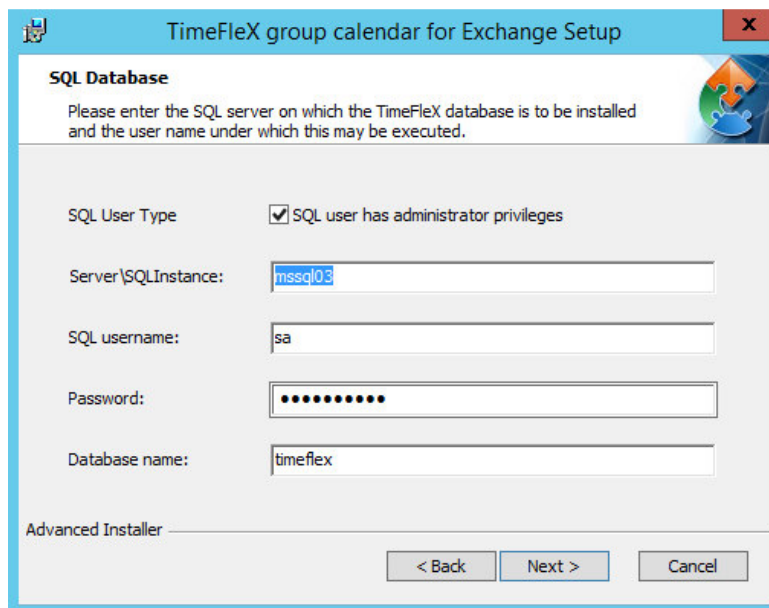 TimeFleX group calendar for Exchange Setup
x
SQL Database
Please enter the SQL server on which the TimeFleX database is to be installed
and the user name under which this may be executed.
SQL User Type SQL user has administrator privileges
Server\SQLInstance: mssql03
SQL username: sa
Password: ••••••••••
Database name: timeflex
Advanced Installer
< Back Next > Cancel